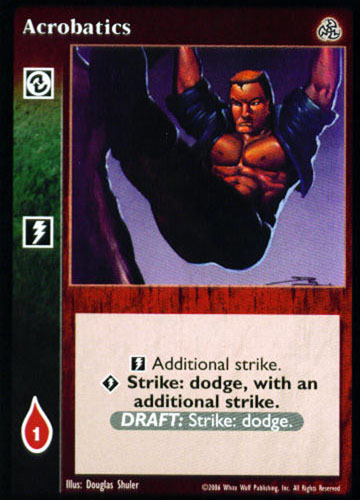 Acrobatics
Additional strike.
Strike: dodge, with an
additional strike.
DRAFT: Strike: dodge.
1
Illus: Douglas Shuler
©2006 White Wolf Publishing, Inc. All Rights Reserved